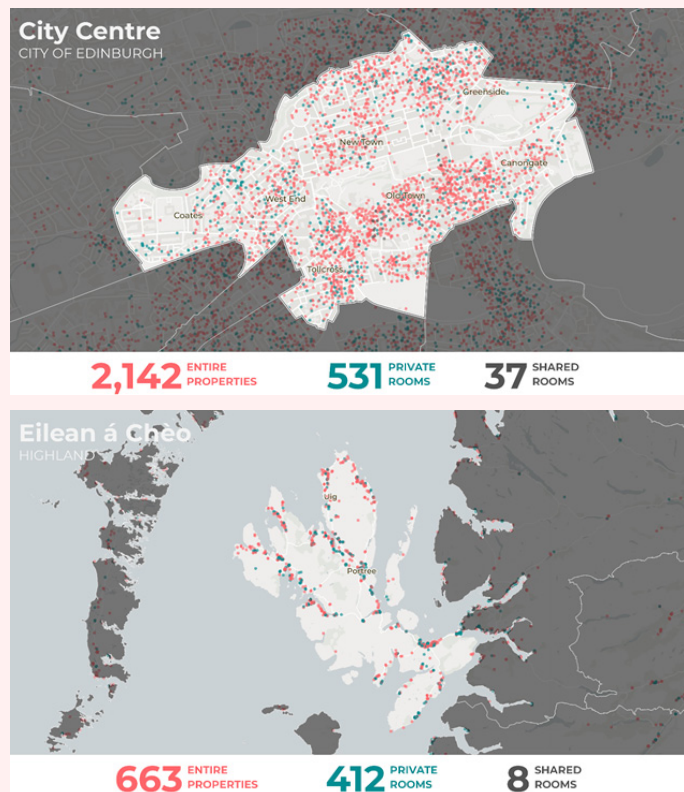 City Centre
CITY OF EDINBURGH
Greenside
New Town
Canongate
Old Town
West End
Coates
Tollcross
2,142 ENTIRE PROPERTIES
531 PRIVATE ROOMS
37 SHARED ROOMS
Eilean á Chèo
HIGHLAND
Uig
Portree
663 ENTIRE PROPERTIES
412 PRIVATE ROOMS
8 SHARED ROOMS